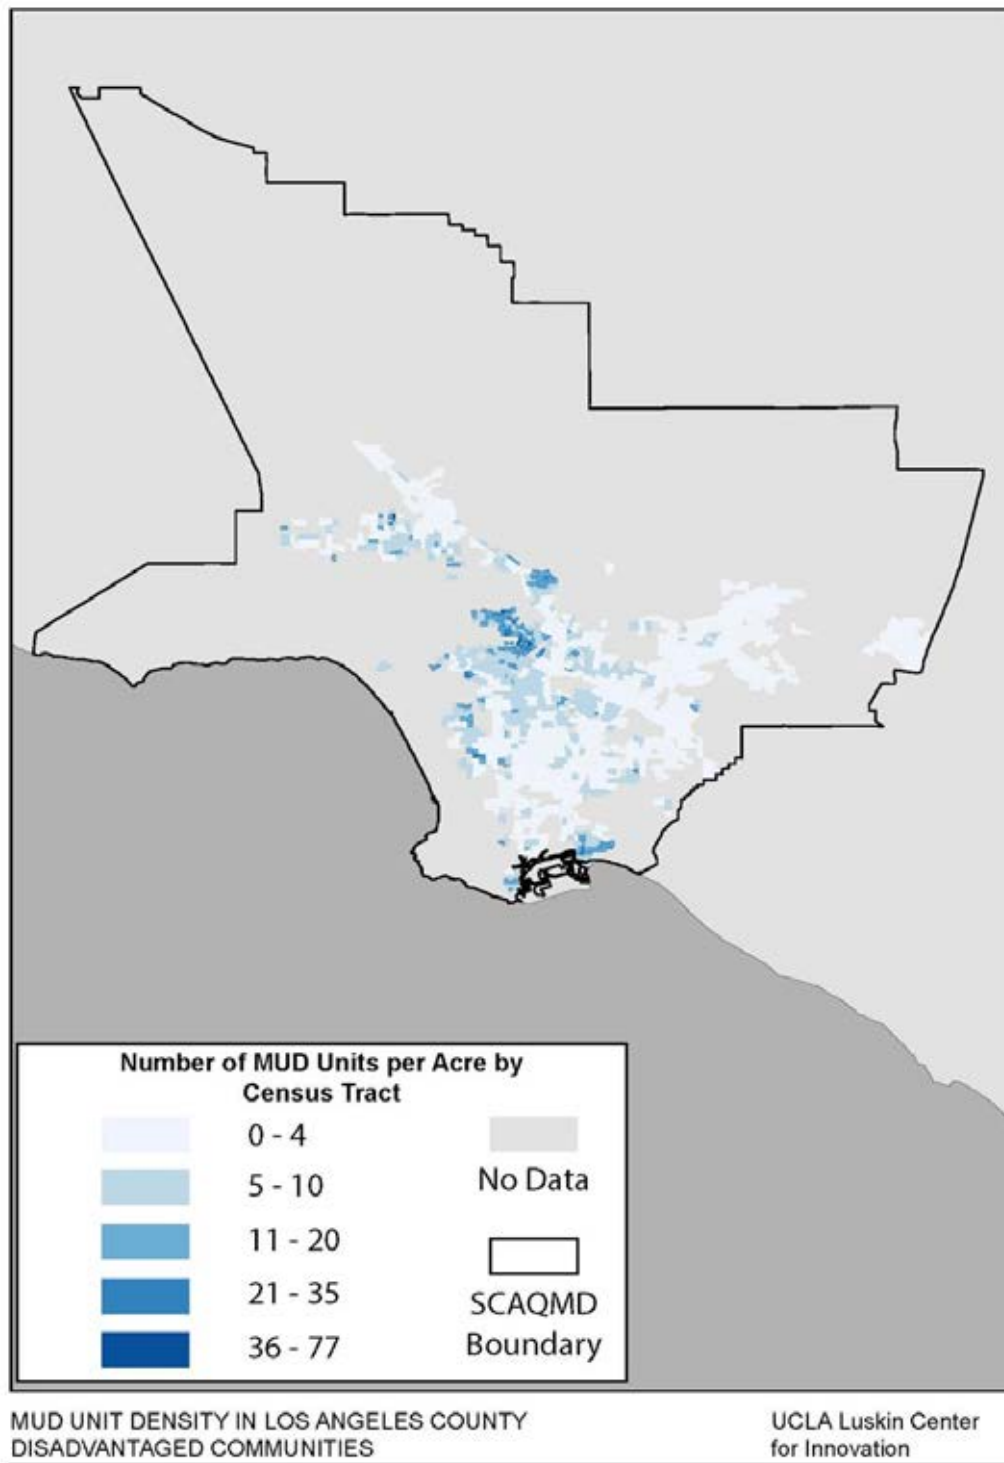 Number of MUD Units per Acre by
Census Tract
0 - 4
5 - 10
11 - 20
21 - 35
36 - 77
No Data
SCAQMD
Boundary
MUD UNIT DENSITY IN LOS ANGELES COUNTY
DISADVANTAGED COMMUNITIES
UCLA Luskin Center
for Innovation